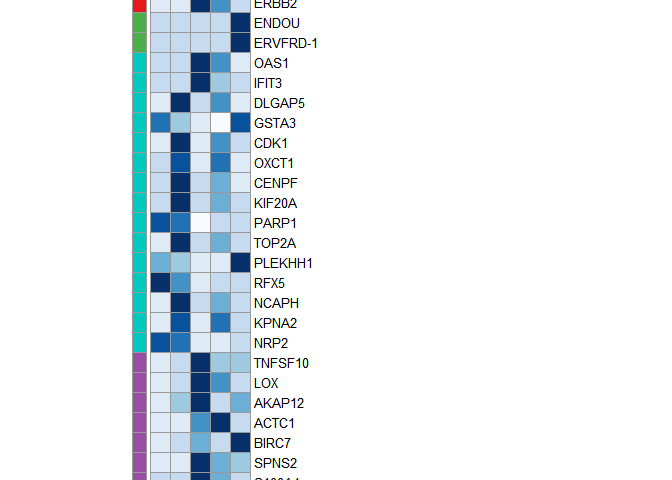 ERBB2
ENDOU
ERVFRD-1
OAS1
IFIT3
DLGAP5
GSTA3
CDK1
OXCT1
CENPF
KIF20A
PARP1
TOP2A
PLEKHH1
RFX5
NCAPH
KPNA2
NRP2
TNFSF10
LOX
AKAP12
ACTC1
BIRC7
SPNS2